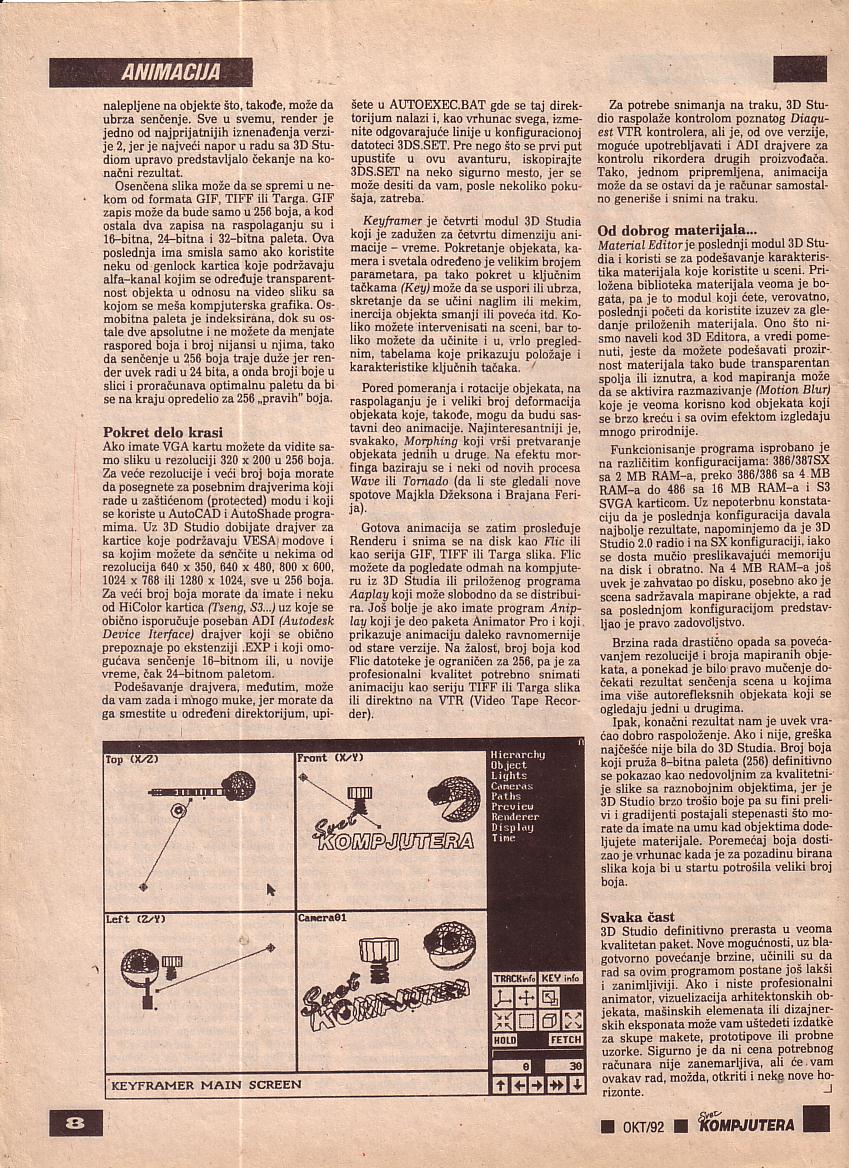 ANIMACIJA
nalepljene na objekte što, takođe, može da
ubrza senčenje. Sve u svemu, render je
jedno od najprijatnijih iznenađenja verzi-
je 2, jer je najveći napor u radu sa 3D Stu-
diom upravo predstavljalo čekanje na ko-
načni rezultat.
Osenčena slika može da se spremi u ne-
kom od formata GIF, TIFF ili Targa. GIF
zapis može da bude samo u 256 boja, a kod
ostala dva zapisa na raspolaganju su i
16-bitna, 24-bitna i 32-bitna paleta. Ova
poslednja ima smisla samo ako koristite
neku od genlock kartica koje podržavaju
alfa-kanal kojim se određuje transparent-
nost objekta u odnosu na video sliku sa
kojom se meša kompjuterska grafika. Os-
mobitna paleta je indeksirana, dok su os-
tale dve apsolutne i ne možete da menjate
raspored boja i broj nijansi u njima, tako
da senčenje u 256 boja traje duže jer ren-
der uvek radi u 24 bita, a onda broji boje u
slici i proračunava optimalnu paletu da bi
se na kraju opredelio za 256 „pravih” boja.
Pokret delo krasi
Ako imate VGA kartu možete da vidite sa-
mo sliku u rezoluciji 320 x 200 u 256 boja.
Za veće rezolucije i veći broj boja morate
da posegnete za posebnim drajverima koji
rade u zaštićenom (protected) modu i koji
se koriste u AutoCAD i AutoShade progra-
mima. Uz 3D Studio dobijate drajver za
kartice koje podržavaju VESA modove i
sa kojim možete da senčite u nekima od
rezolucija 640 x 350, 640 x 480, 800 x 600,
1024 x 768 ili 1280 x 1024, sve u 256 boja.
Za veći broj boja morate da imate i neku
od HiColor kartica (Tseng, S3...) uz koje se
obično isporučuje poseban ADI (Autodesk
Device Iterface) drajver koji se obično
prepoznaje po ekstenziji .EXP i koji omo-
gućava senčenje 16-bitnom ili, u novije
vreme, čak 24-bitnom paletom.
Podešavanje drajvera, međutim, može
da vam zada i mnogo muke, jer morate da
ga smestite u određeni direktorijum, upi-
šete u AUTOEXEC.BAT gde se taj direk-
torijum nalazi i, kao vrhunac svega, izme-
nite odgovarajuće linije u konfiguracionoj
datoteci 3DS.SET. Pre nego što se prvi put
upustite u ovu avanturu, iskopirajte
3DS.SET na neko sigurno mesto, jer se
može desiti da vam, posle nekoliko poku-
šaja, zatreba.
Keyframer je četvrti modul 3D Studia
koji je zadužen za četvrtu dimenziju ani-
macije – vreme. Pokretanje objekata, ka-
mera i svetala određeno je velikim brojem
parametara, pa tako pokret u ključnim
tačkama (Key) može da se uspori ili ubrza,
skretanje da se učini naglim ili mekim,
inercija objekta smanji ili poveća itd. Ko-
liko možete intervenisati na sceni, bar to-
liko možete da učinite i u, vrlo pregled-
nim, tabelama koje prikazuju položaje i
karakteristike ključnih tačaka.
Pored pomeranja i rotacije objekata, na
raspolaganju je i veliki broj deformacija
objekata koje, takođe, mogu da budu sas-
tavni deo animacije. Najinteresantniji je,
svakako, Morphing koji vrši pretvaranje
objekata jednih u druge. Na efektu mor-
finga baziraju se i neki od novih procesa
Wave ili Tornado (da li ste gledali nove
spotove Majkla Džeksona i Brajana Feri-
ja).
Gotova animacija se zatim prosleđuje
Renderu i snima se na disk kao Flic ili
kao serija GIF, TIFF ili Targa slika. Flic
možete da pogledate odmah na kompjute-
ru iz 3D Studia ili priloženog programa
Aaplay koji može slobodno da se distribui-
ra. Još bolje je ako imate program Anip-
lay koji je deo paketa Animator Pro i koji
prikazuje animaciju daleko ravnomernije
od stare verzije. Na žalost, broj boja kod
Flic datoteke je ograničen za 256, pa je za
profesionalni kvalitet potrebno snimati
animaciju kao seriju TIFF ili Targa slika
ili direktno na VTR (Video Tape Recor-
der).
Za potrebe snimanja na traku, 3D Stu-
dio raspolaže kontrolom poznatog Diaqu-
est VTR kontrolera, ali je, od ove verzije,
moguće upotrebljavati i ADI drajvere za
kontrolu rikordera drugih proizvođača.
Tako, jednom pripremljena, animacija
može da se ostavi da je računar samostal-
no generiše i snimi na traku.
Od dobrog materijala...
Material Editor je poslednji modul 3D Stu-
dia i koristi se za podešavanje karakteris-
tika materijala koje koristite u sceni. Pri-
ložena biblioteka materijala veoma je bo-
gata, pa je to modul koji ćete, verovatno,
poslednji početi da koristite izuzev za gle-
danje priloženih materijala. Ono što ni-
smo naveli kod 3D Editora, a vredi pome-
nuti, jeste da možete podešavati prozir-
nost materijala tako bude transparentan
spolja ili iznutra, a kod mapiranja može
da se aktivira razmazivanje (Motion Blur)
koje je veoma korisno kod objekata koji
se brzo kreću i sa ovim efektom izgledaju
mnogo prirodnije.
Funkcionisanje programa isprobano je
na različitim konfiguracijama: 386/387SX
sa 2 MB RAM-a, preko 386/386 sa 4 MB
RAM-a do 486 sa 16 MB RAM-a i S3
SVGA karticom. Uz nepotrebnu konstata-
ciju da je poslednja konfiguracija davala
najbolje rezultate, napominjemo da je 3D
Studio 2.0 radio i na SX konfiguraciji, iako
se dosta mučio preslikavajući memoriju
na disk i obratno. Na 4 MB RAM-a još
uvek je zahvatao po disku, posebno ako je
scena sadržavala mapirane objekte, a rad
sa poslednjom konfiguracijom predstav-
ljao je pravo zadovoljstvo.
Brzina rada drastično opada sa poveća-
vanjem rezolucije i broja mapiranih obje-
kata, a ponekad je bilo pravo mučenje do-
čekati rezultat senčenja scena u kojima
ima više autorefleksnih objekata koji se
ogledaju jedni u drugima.
Ipak, konačni rezultat nam je uvek vra-
ćao dobro raspoloženje. Ako i nije, greška
najčešće nije bila do 3D Studia. Broj boja
koji pruža 8-bitna paleta (256) definitivno
se pokazao kao nedovoljnim za kvalitetni-
je slike sa raznobojnim objektima, jer je
3D Studio brzo trošio boje pa su fini preli-
vi i gradijenti postajali stepenasti što mo-
rate da imate na umu kad objektima dode-
ljujete materijale. Poremećaj boja dosti-
zao je vrhunac kada je za pozadinu birana
slika koja bi u startu potrošila veliki broj
boja.
Svaka čast
3D Studio definitivno prerasta u veoma
kvalitetan paket. Nove mogućnosti, uz bla-
gotvorno povećanje brzine, učinili su da
rad sa ovim programom postane još lakši
i zanimljiviji. Ako i niste profesionalni
animator, vizuelizacija arhitektonskih ob-
jekata, mašinskih elemenata ili dizajner-
skih eksponata može vam uštedeti izdatke
za skupe makete, prototipove ili probne
uzorke. Sigurno je da ni cena potrebnog
računara nije zanemarljiva, ali će vam
ovakav rad, možda, otkriti i neke nove ho-
rizonte.
Top (X/Z)
Front (X/Y)
Svet
KOMPJUTERA
Left (Z/Y)
Camera01
Svet
KOMPJUTERA
Hierarchy
Object
Lights
Cameras
Paths
Preview
Renderer
Display
Time
TRACK info KEY info
HOLD FETCH
0 30
KEYFRAMER MAIN SCREEN
8
OKT/92
Svet
KOMPJUTERA